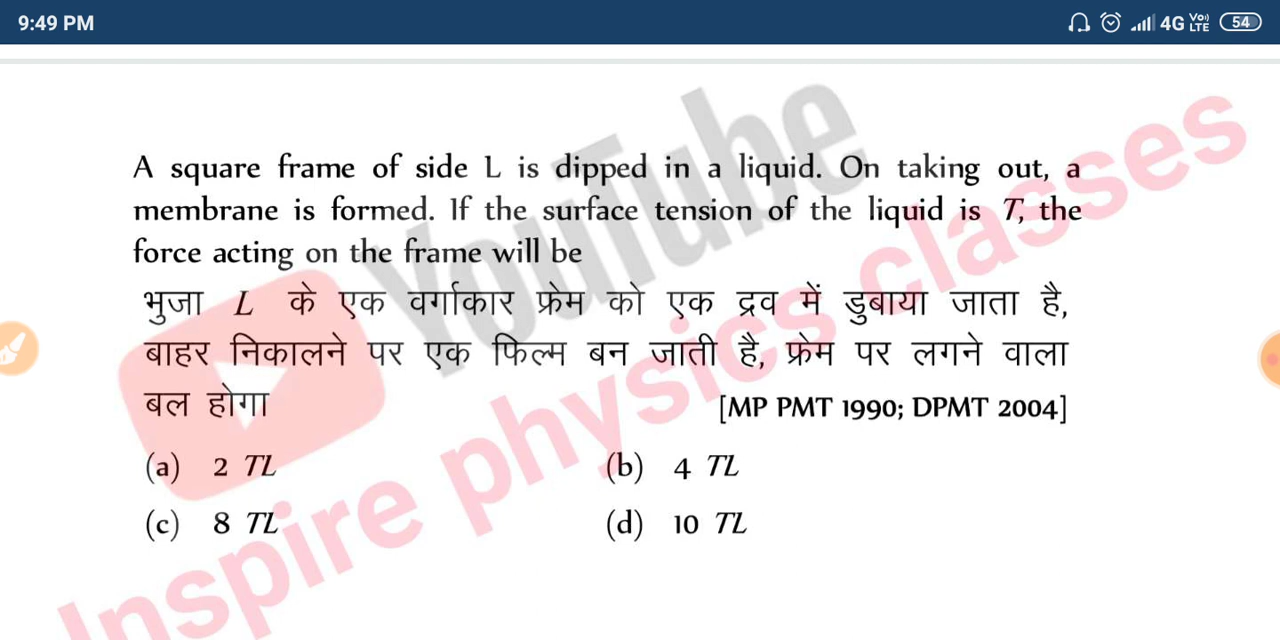 9:49 PM
4G Vo)) LTE 54
A square frame of side L is dipped in a liquid. On taking out, a
membrane is formed. If the surface tension of the liquid is T, the
force acting on the frame will be
भुजा L के एक वर्गाकार फ्रेम को एक द्रव में डुबाया जाता है,
बाहर निकालने पर एक फिल्म बन जाती है, फ्रेम पर लगने वाला
बल होगा [MP PMT 1990; DPMT 2004]
(a) 2 TL (b) 4 TL
(c) 8 TL (d) 10 TL
YouTube
Inspire physics classes